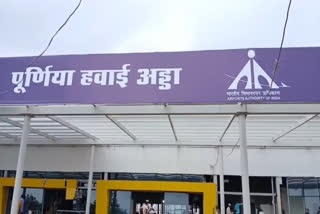 पूर्णिया हवाई अड्डा
भारतीय विमानपत्तन प्राधिकरण
AIRPORTS AUTHORITY OF INDIA